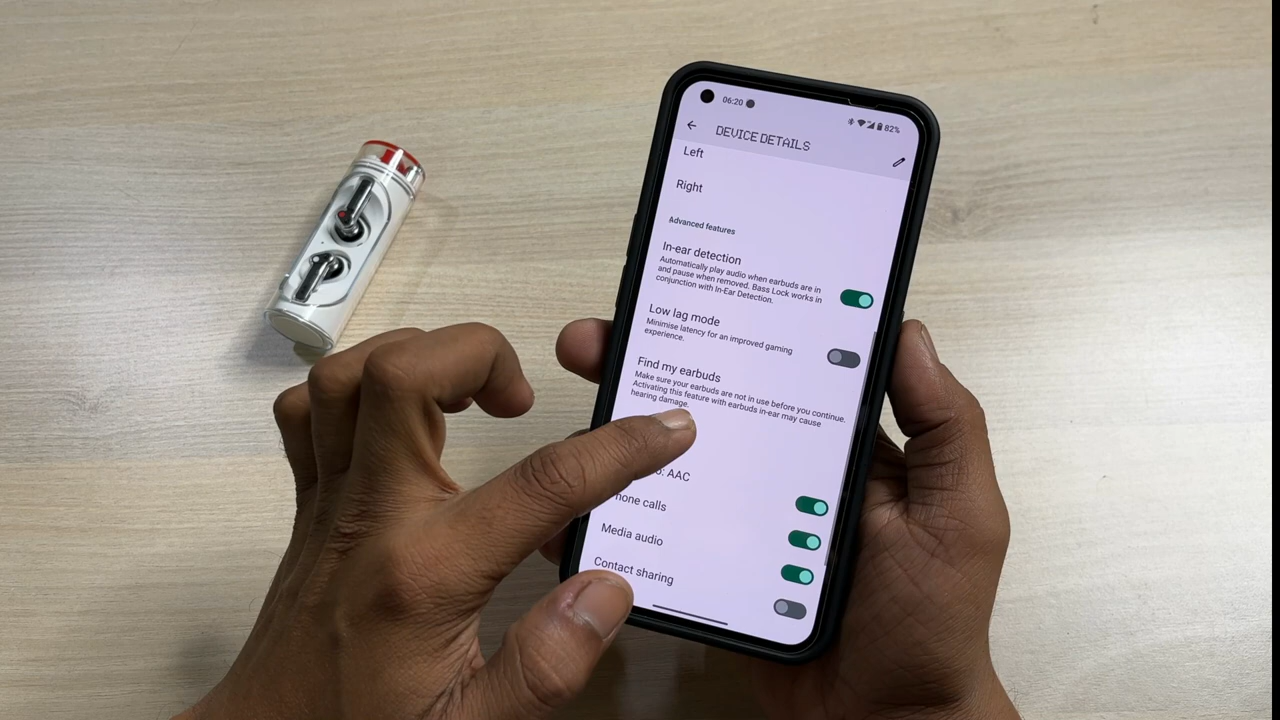 06:20
82%
DEVICE DETAILS
Left
Right
Advanced features
In-ear detection
Automatically play audio when earbuds are in
and pause when removed. Bass Lock works in
conjunction with In-Ear Detection.
Low lag mode
Minimise latency for an improved gaming
experience.
Find my earbuds
Make sure your earbuds are not in use before you continue.
Activating this feature with earbuds in-ear may cause
hearing damage.
AAC
hone calls
Media audio
Contact sharing